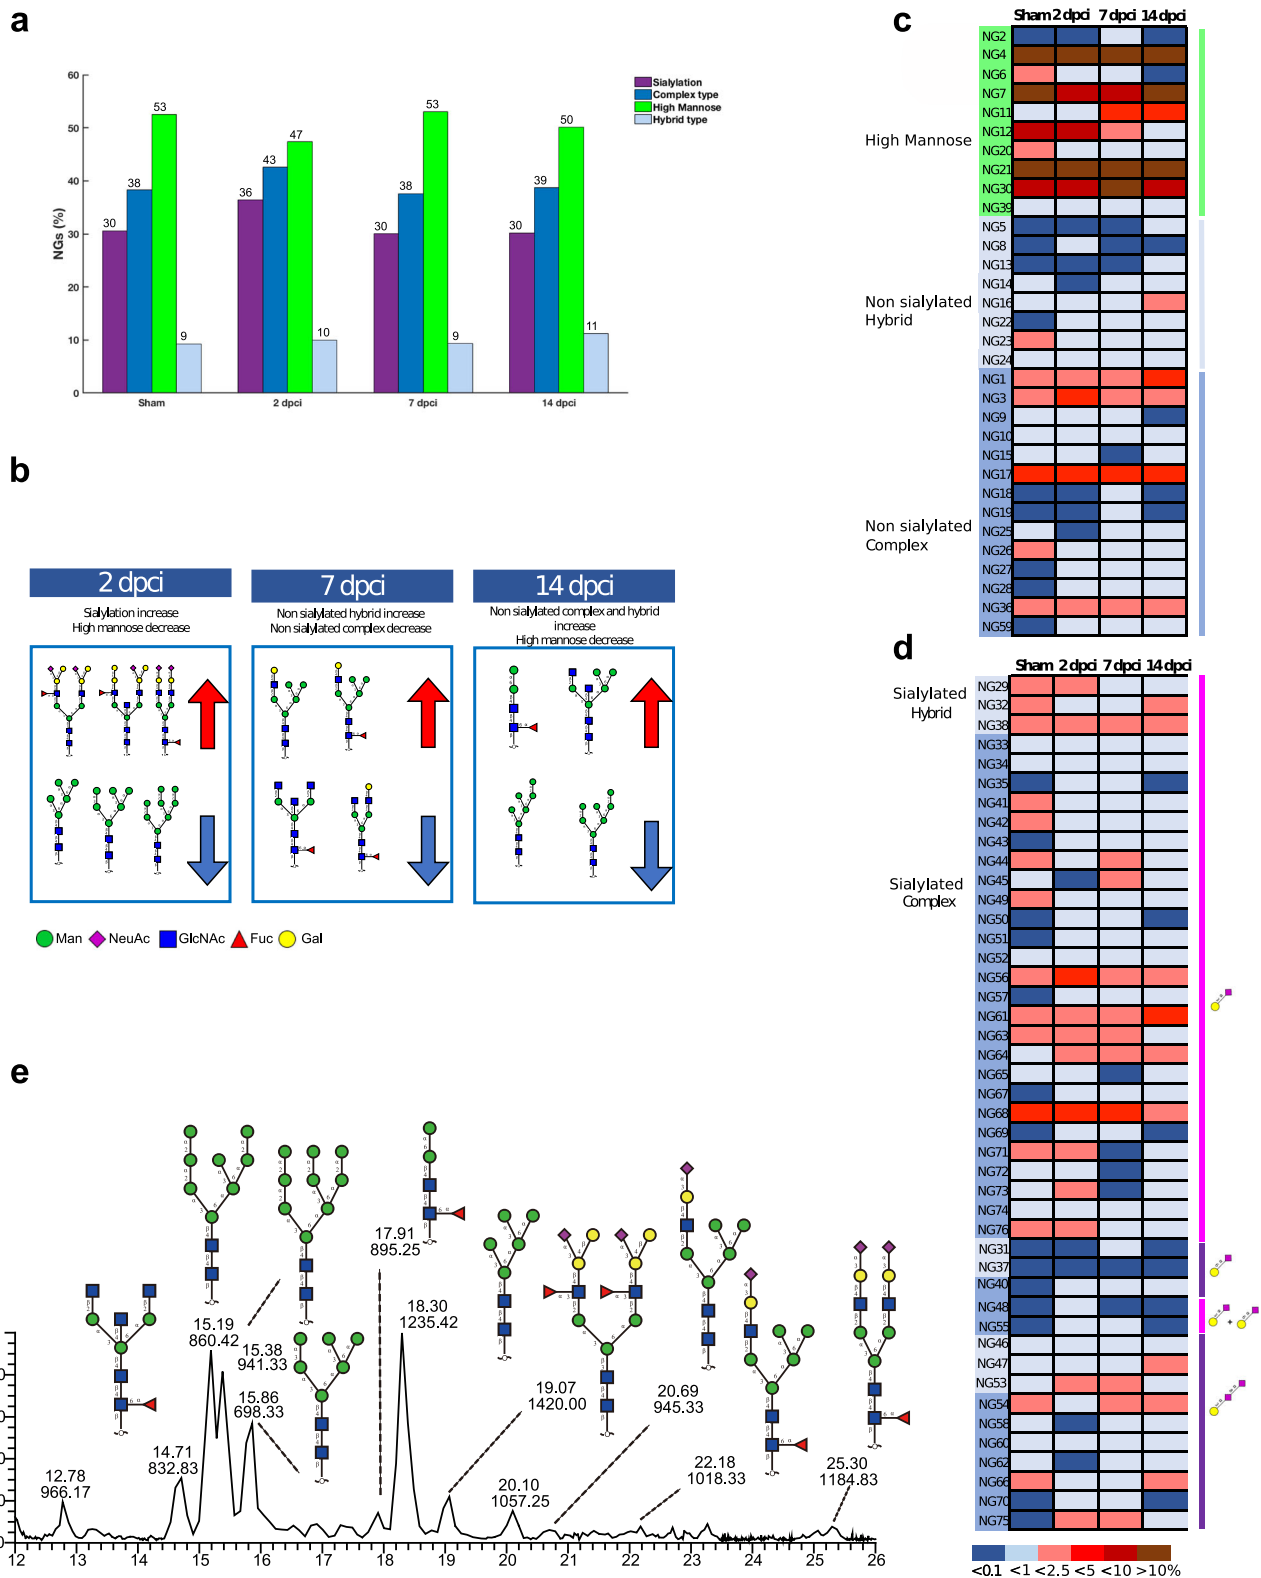 a
60
50
40
30
20
10
0
NGs (%)
30
38
53
9
36
43
47
10
30
38
53
9
30
39
50
11
Sham
2 dpci
7 dpci
14 dpci
Sialylation
Complex type
High Mannose
Hybrid type
b
2 dpci
Sialylation increase
High mannose decrease
7 dpci
Non sialylated hybrid increase
Non sialylated complex decrease
14 dpci
Non sialylated complex and hybrid
increase
High mannose decrease
Man
NeuAc
GlcNAc
Fuc
Gal
c
Sham 2 dpci 7 dpci 14 dpci
High Mannose
NG2
NG4
NG6
NG7
NG11
NG12
NG20
NG21
NG30
NG39
Non sialylated
Hybrid
NG5
NG8
NG13
NG14
NG16
NG22
NG23
NG24
Non sialylated
Complex
NG1
NG3
NG9
NG10
NG15
NG17
NG18
NG19
NG25
NG26
NG27
NG28
NG36
NG59
d
Sham 2 dpci 7 dpci 14 dpci
Sialylated
Hybrid
NG29
NG32
NG38
Sialylated
Complex
NG33
NG34
NG35
NG41
NG42
NG43
NG44
NG45
NG49
NG50
NG51
NG52
NG56
NG57
NG61
NG63
NG64
NG65
NG67
NG68
NG69
NG71
NG72
NG73
NG74
NG76
NG31
NG37
NG40
NG48
NG55
NG46
NG47
NG53
NG54
NG58
NG60
NG62
NG66
NG70
NG75
<0.1 <1 <2.5 <5 <10 >10%
e
12.78
966.17
14.71
832.83
15.19
860.42
15.38
941.33
15.86
698.33
17.91
895.25
18.30
1235.42
19.07
1420.00
20.10
1057.25
20.69
945.33
22.18
1018.33
25.30
1184.83
12 13 14 15 16 17 18 19 20 21 22 23 24 25 26